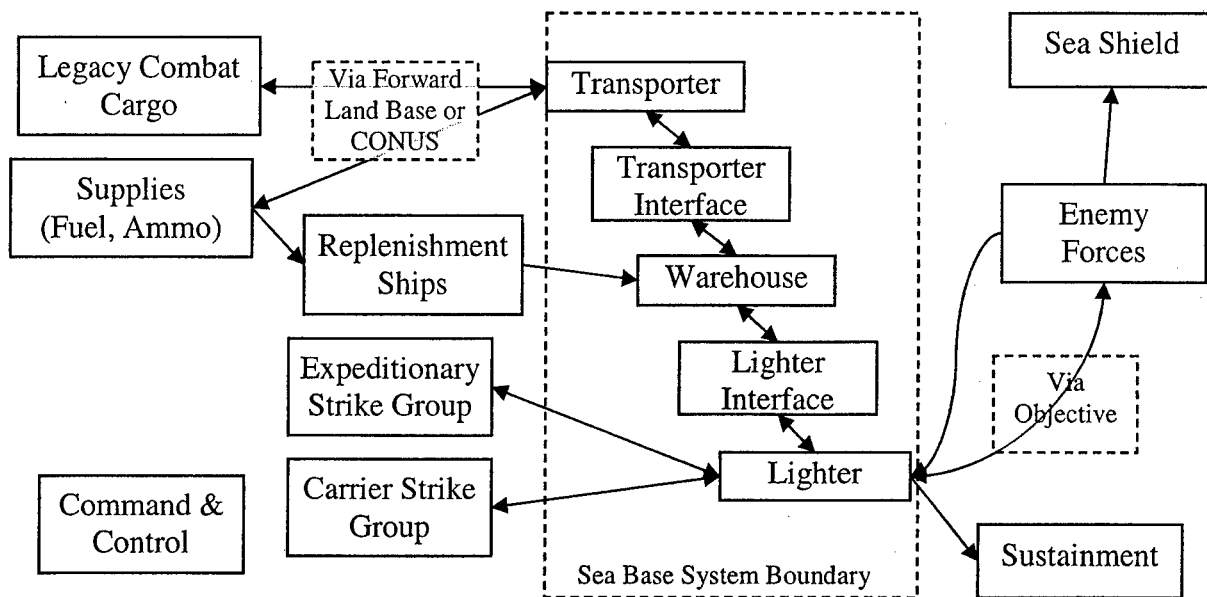 Legacy Combat
Cargo
Via Forward
Land Base or
CONUS
Transporter
Sea Shield
Supplies
(Fuel, Ammo)
Transporter
Interface
Enemy
Forces
Replenishment
Ships
Warehouse
Expeditionary
Strike Group
Lighter
Interface
Via
Objective
Carrier Strike
Group
Lighter
Command &
Control
Sustainment
Sea Base System Boundary